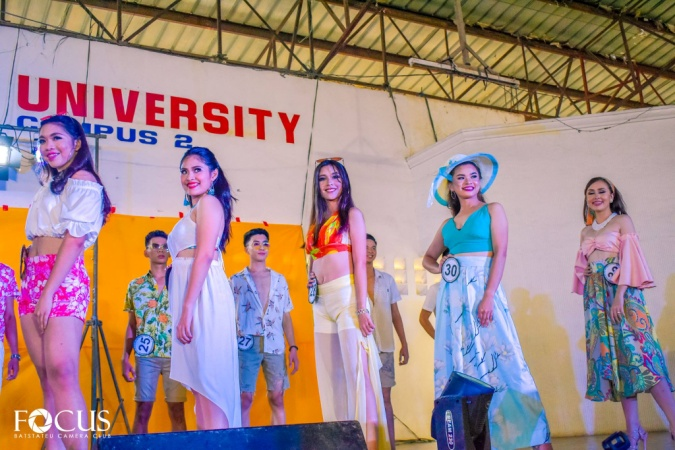 UNIVERSITY
CAMPUS 2
25
27
30
FOCUS
BATSTATEU CAMERA CLUB